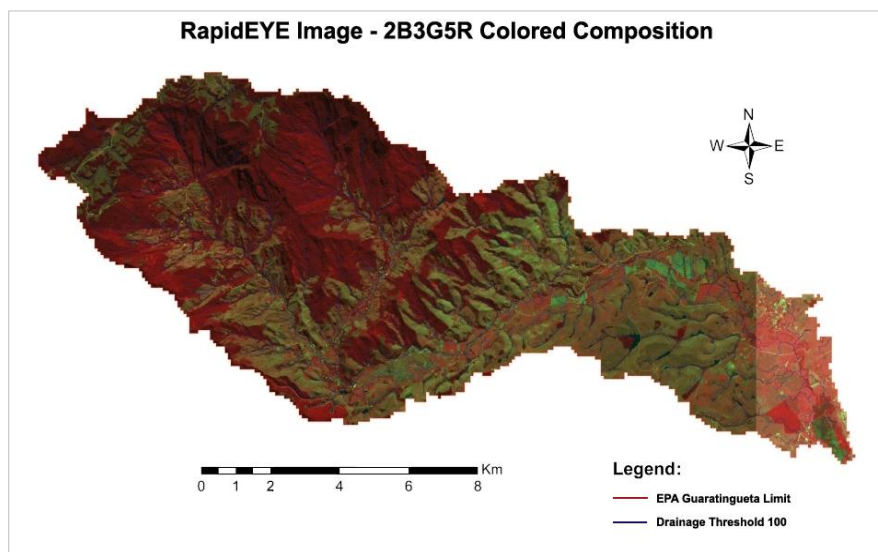 RapidEYE Image - 2B3G5R Colored Composition
N
W E
S
Km
0 1 2 4 6 8
Legend:
EPA Guaratingueta Limit
Drainage Threshold 100